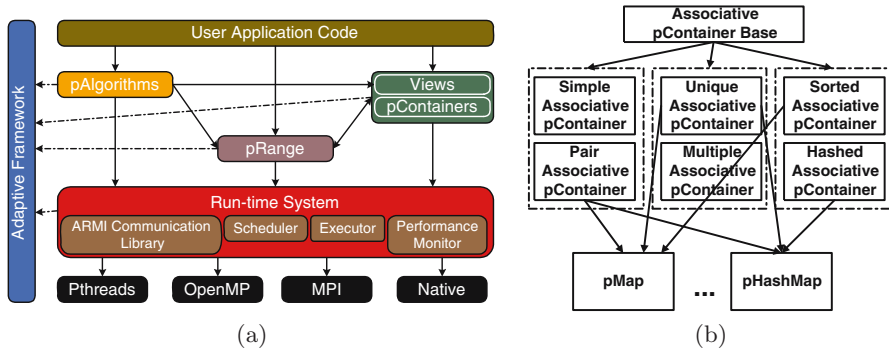 Adaptive Framework
User Application Code
pAlgorithms
Views
pContainers
pRange
Run-time System
ARMI Communication
Library
Scheduler
Executor
Performance
Monitor
Pthreads
OpenMP
MPI
Native
(a)
Associative
pContainer Base
Simple
Associative
pContainer
Unique
Associative
pContainer
Sorted
Associative
pContainer
Pair
Associative
pContainer
Multiple
Associative
pContainer
Hashed
Associative
pContainer
pMap
...
pHashMap
(b)